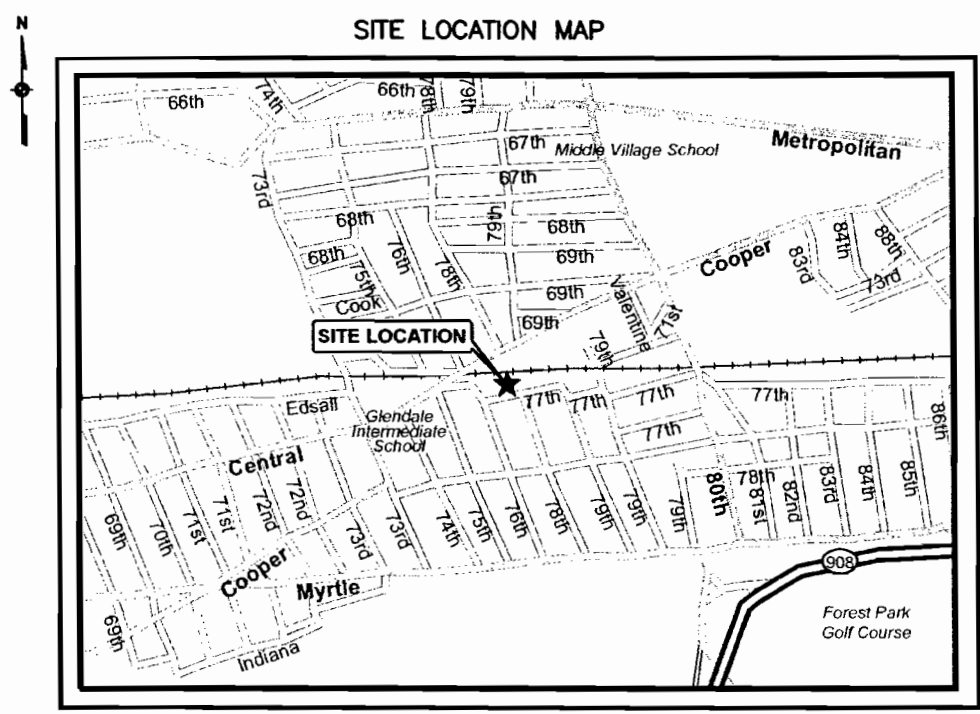 N
SITE LOCATION MAP
66th
74th
66th
78th
79th
67th
Middle Village School
Metropolitan
67th
73rd
68th
79th
68th
76th
68th
69th
78th
75th
Cooper
83rd
84th
88th
73rd
Cook
69th
Valentine
69th
71st
SITE LOCATION
79th
Edsall
Glendale
Intermediate
School
77th
77th
77th
77th
77th
86th
Central
69th
70th
71st
71st
72nd
72nd
73rd
73rd
74th
75th
76th
78th
79th
79th
79th
80th
78th
81st
82nd
83rd
84th
85th
Cooper
Myrtle
908
69th
Indiana
Forest Park
Golf Course